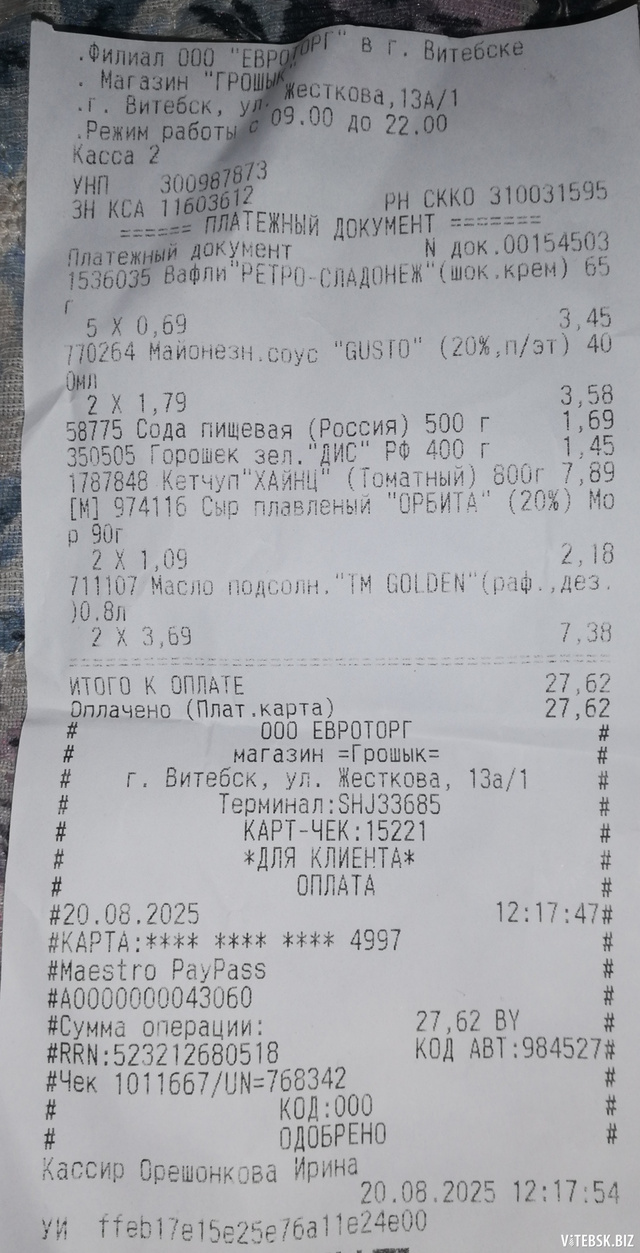 .Филиал ООО "ЕВРОТОРГ" в г. Витебске
. Магазин "ГРОШЫК"
.г. Витебск, ул. Жесткова,13А/1
.Режим работы с 09.00 до 22.00
Касса 2
УНП 300987873
ЗН КСА 11603612 РН СККО 310031595
====== ПЛАТЕЖНЫЙ ДОКУМЕНТ =======
Платежный документ N док.00154503
1536035 Вафли"РЕТРО-СЛАДОНЕЖ"(шок.крем) 65
г
5 X 0,69 3,45
770264 Майонезн.соус "GUSTO" (20%,п/эт) 40
0мл
2 X 1,79 3,58
58775 Сода пищевая (Россия) 500 г 1,69
350505 Горошек зел."ДИС" РФ 400 г 1,45
1787848 Кетчуп"ХАЙНЦ" (Томатный) 800г 7,89
[М] 974116 Сыр плавленый "ОРБИТА" (20%) Мо
р 90г
2 X 1,09 2,18
711107 Масло подсолн."ТМ GOLDEN"(раф.,дез.
)0.8л
2 X 3,69 7,38
ИТОГО К ОПЛАТЕ 27,62
Оплачено (Плат.карта) 27,62
# ООО ЕВРОТОРГ #
# магазин =Грошык= #
# г. Витебск, ул. Жесткова, 13а/1 #
# Терминал:SHJ33685 #
# КАРТ-ЧЕК:15221 #
# *ДЛЯ КЛИЕНТА* #
# ОПЛАТА #
#20.08.2025 12:17:47#
#КАРТА:**** **** **** 4997 #
#Maestro PayPass #
#A0000000043060 #
#Сумма операции: 27,62 BY #
#RRN:523212680518 КОД АВТ:984527#
#Чек 1011667/UN=768342 #
# КОД:000 #
# ОДОБРЕНО #
Кассир Орешонкова Ирина
20.08.2025 12:17:54
УИ ffeb17e15e25e76a11e24e00
VITEBSK.BIZ